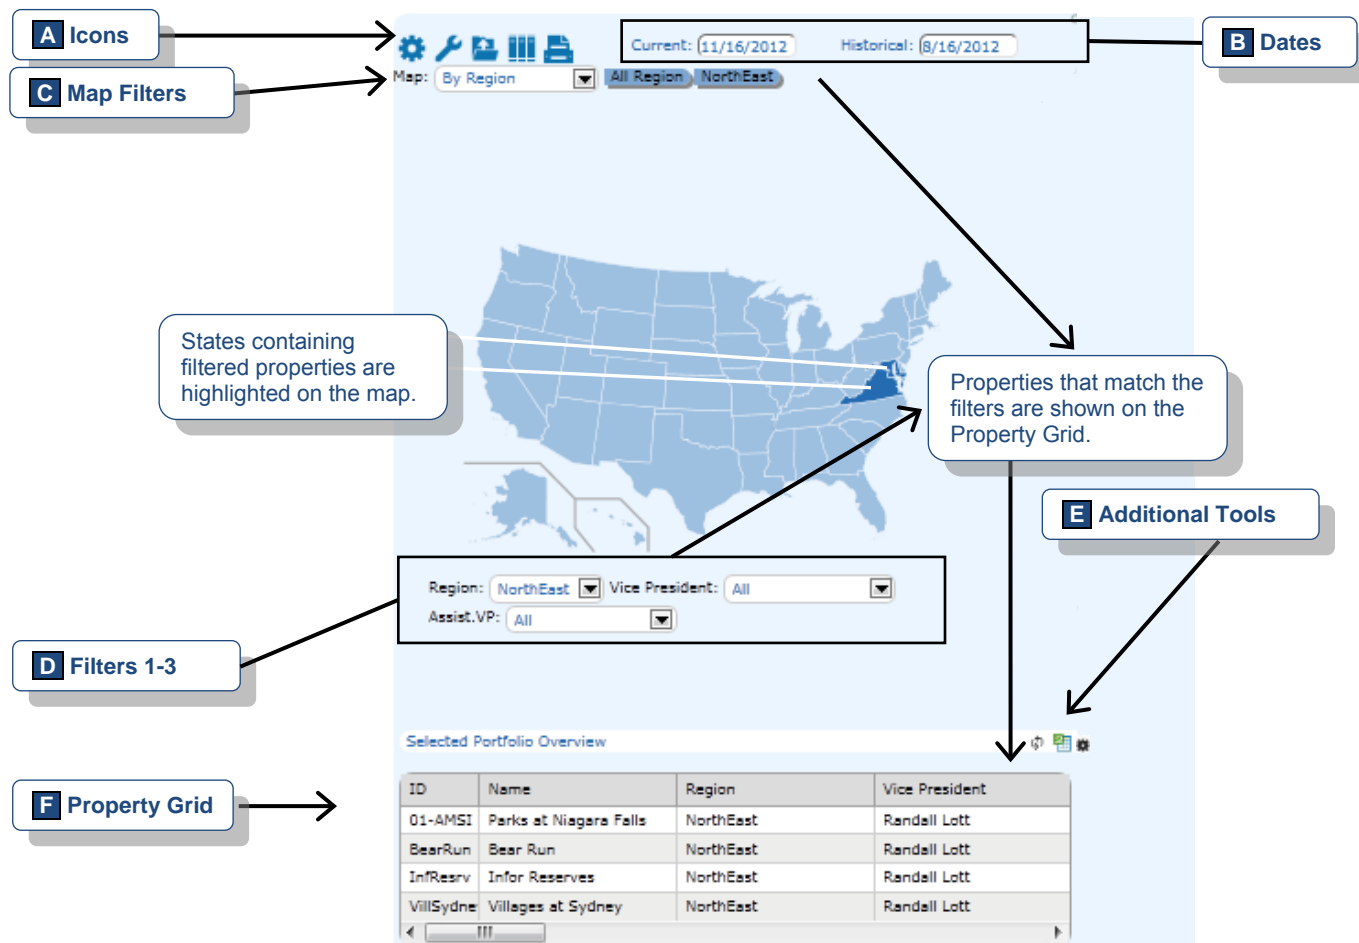 A Icons
Current: 11/16/2012 Historical: 8/16/2012
B Dates
C Map Filters
Map: By Region All Region NorthEast
States containing
filtered properties are
highlighted on the map.
Properties that match the
filters are shown on the
Property Grid.
E Additional Tools
Region: NorthEast Vice President: All
Assist.VP: All
D Filters 1-3
Selected Portfolio Overview
F Property Grid
ID Name Region Vice President
01-AMSI Parks at Niagara Falls NorthEast Randall Lott
BearRun Bear Run NorthEast Randall Lott
InfResrv Infor Reserves NorthEast Randall Lott
VillSydne Villages at Sydney NorthEast Randall Lott